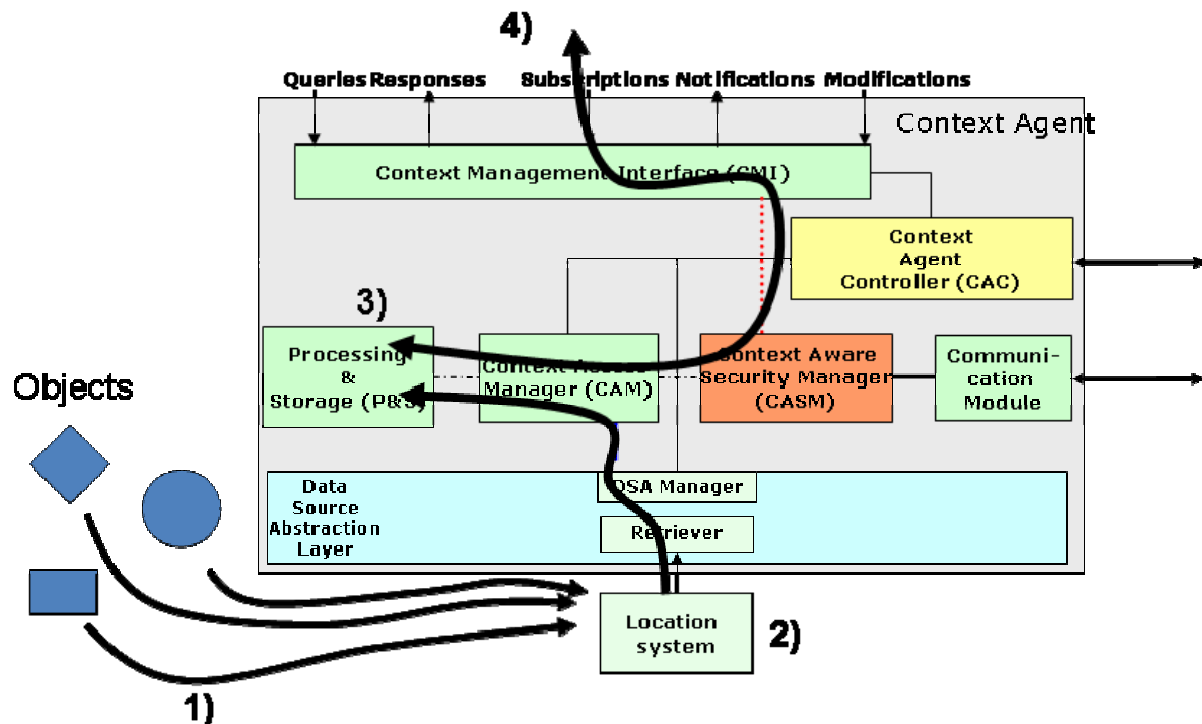 4)
Queries Responses Subscriptions Notifications Modifications
Context Agent
Context Management Interface (CMI)
Context
Agent
Controller (CAC)
3)
Processing
&
Storage (P&S)
Context Access
Manager (CAM)
Context Aware
Security Manager
(CASM)
Communi-
cation
Module
Objects
Data
Source
Abstraction
Layer
DSA Manager
Retriever
Location
system
2)
1)